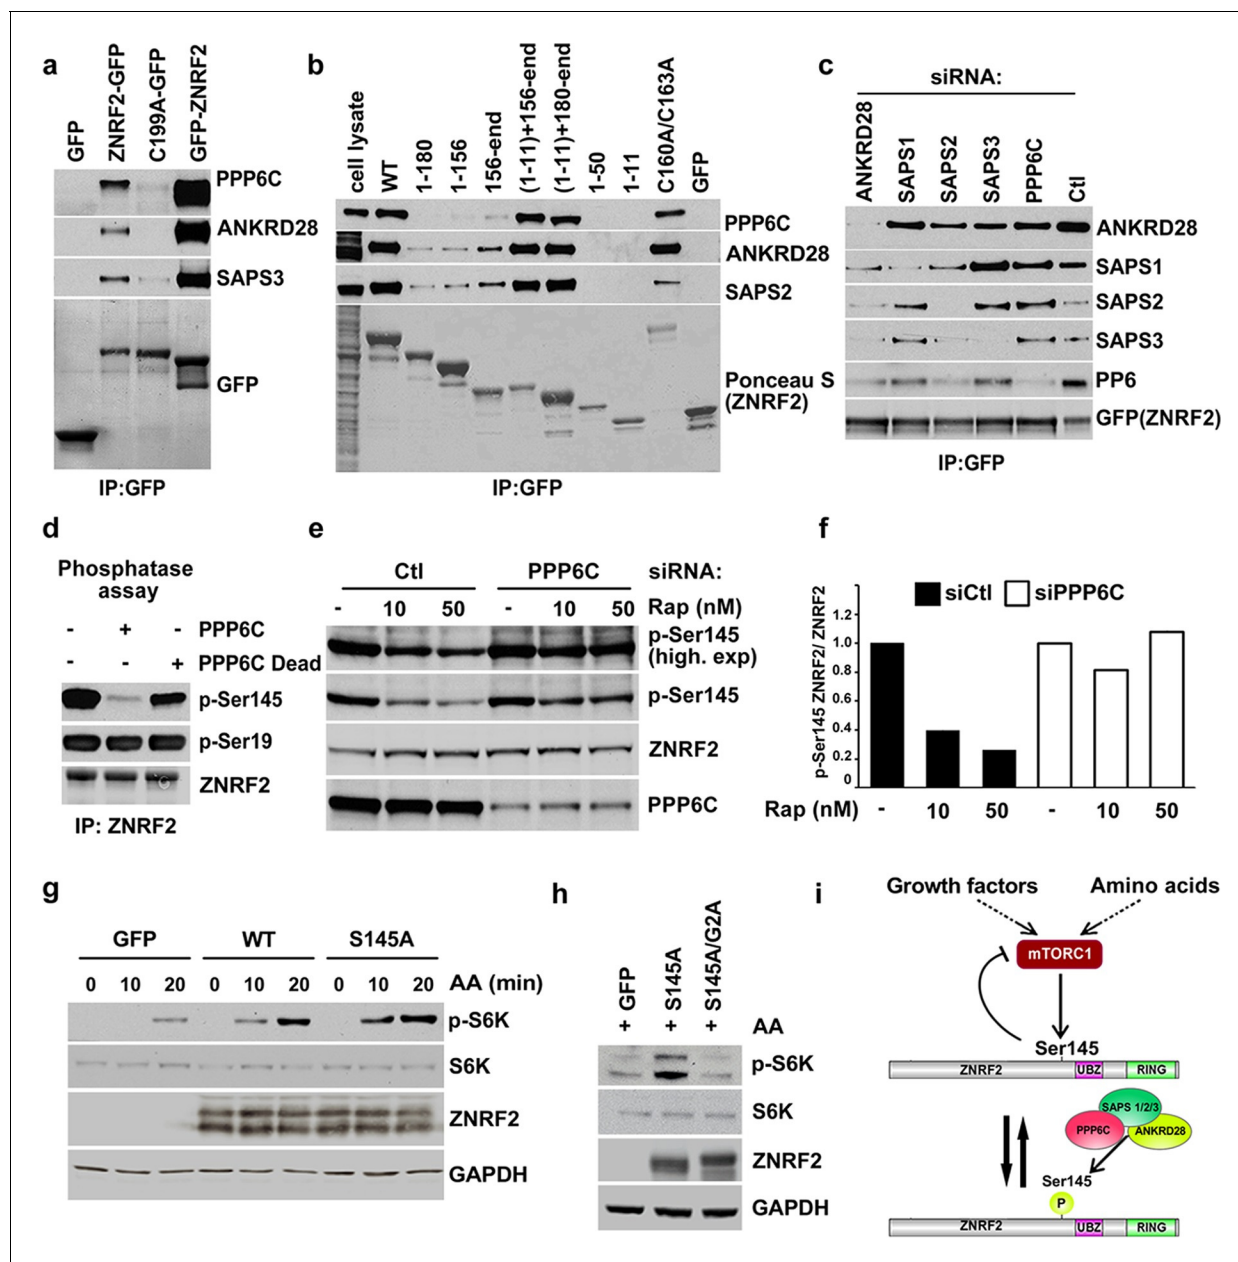 a
GFP
ZNRF2-GFP
C199A-GFP
GFP-ZNRF2
PPP6C
ANKRD28
SAPS3
GFP
IP:GFP
b
cell lysate
WT
1-180
1-156
156-end
(1-11)+156-end
(1-11)+180-end
1-50
1-11
C160A/C163A
GFP
PPP6C
ANKRD28
SAPS2
Ponceau S
(ZNRF2)
IP:GFP
c
siRNA:
ANKRD28
SAPS1
SAPS2
SAPS3
PPP6C
Ctl
ANKRD28
SAPS1
SAPS2
SAPS3
PP6
GFP(ZNRF2)
IP:GFP
d
Phosphatase
assay
- + - PPP6C
- - + PPP6C Dead
p-Ser145
p-Ser19
ZNRF2
IP: ZNRF2
e
Ctl PPP6C siRNA:
- 10 50 - 10 50 Rap (nM)
p-Ser145
(high. exp)
p-Ser145
ZNRF2
PPP6C
f
siCtl siPPP6C
p-Ser145 ZNRF2/ ZNRF2
1.2
1.0
0.8
0.6
0.4
0.2
0
Rap (nM) - 10 50 - 10 50
g
GFP WT S145A
0 10 20 0 10 20 0 10 20 AA (min)
p-S6K
S6K
ZNRF2
GAPDH
h
GFP
S145A
S145A/G2A
+ + + AA
p-S6K
S6K
ZNRF2
GAPDH
i
Growth factors Amino acids
mTORC1
Ser145
ZNRF2 UBZ RING
SAPS 1/2/3
PPP6C ANKRD28
Ser145
P
ZNRF2 UBZ RING